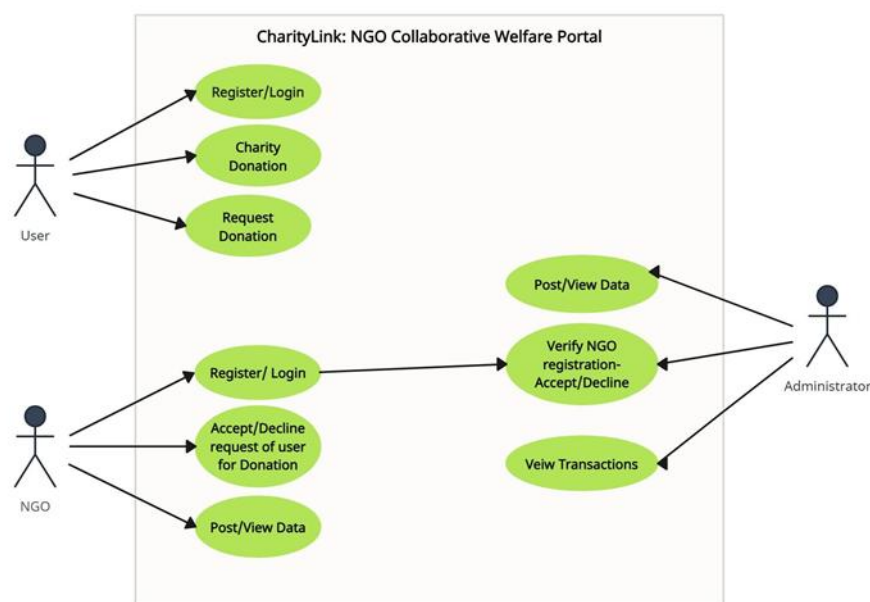 CharityLink: NGO Collaborative Welfare Portal
Register/Login
Charity
Donation
Request
Donation
User
Post/View Data
Verify NGO
registration-
Accept/Decline
Administrator
Register/ Login
Accept/Decline
request of user
for Donation
Veiw Transactions
NGO
Post/View Data